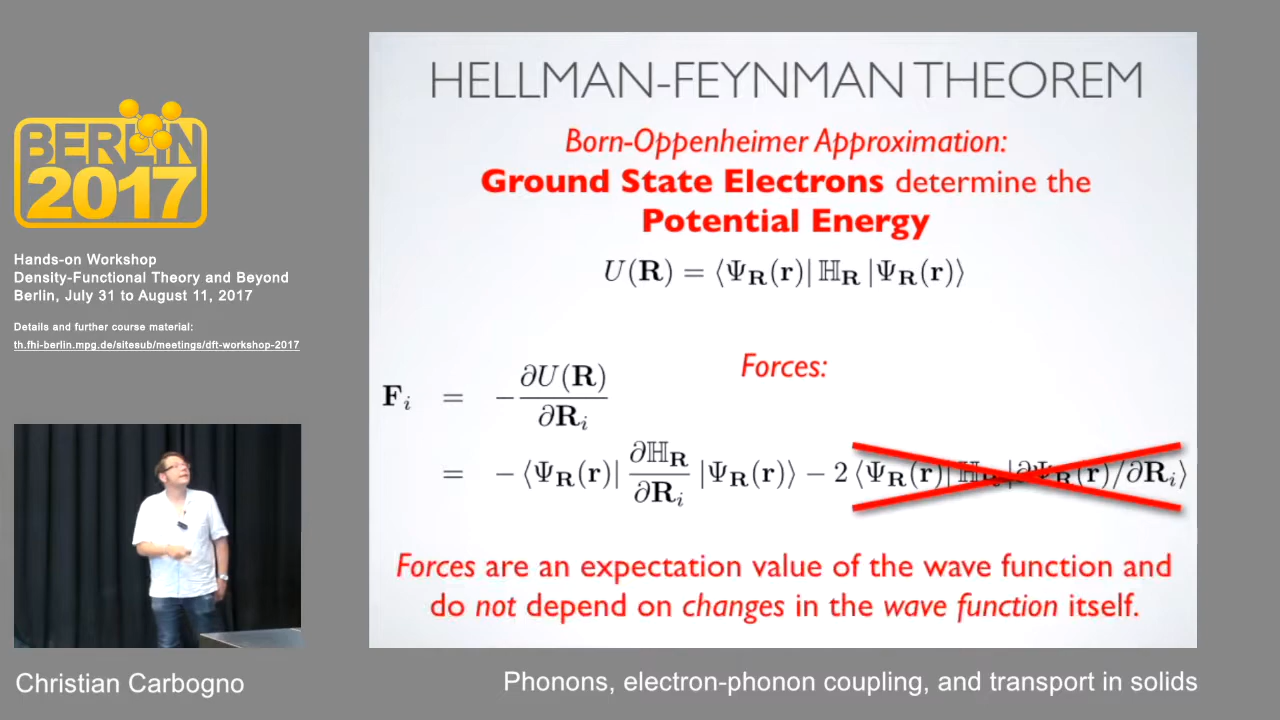 BERLIN
2017
Hands-on Workshop
Density-Functional Theory and Beyond
Berlin, July 31 to August 11, 2017
Details and further course material:
th.fhi-berlin.mpg.de/sitesub/meetings/dft-workshop-2017
HELLMAN-FEYNMAN THEOREM
Born-Oppenheimer Approximation:
Ground State Electrons determine the
Potential Energy
U(R) = ⟨Ψ_R(r)| ℍ_R |Ψ_R(r)⟩
Forces:
F_i = − ∂U(R)/∂R_i
= − ⟨Ψ_R(r)| ∂ℍ_R/∂R_i |Ψ_R(r)⟩ − 2 ⟨Ψ_R(r)| ℍ_R |∂Ψ_R(r)/∂R_i⟩
Forces are an expectation value of the wave function and
do not depend on changes in the wave function itself.
Christian Carbogno
Phonons, electron-phonon coupling, and transport in solids